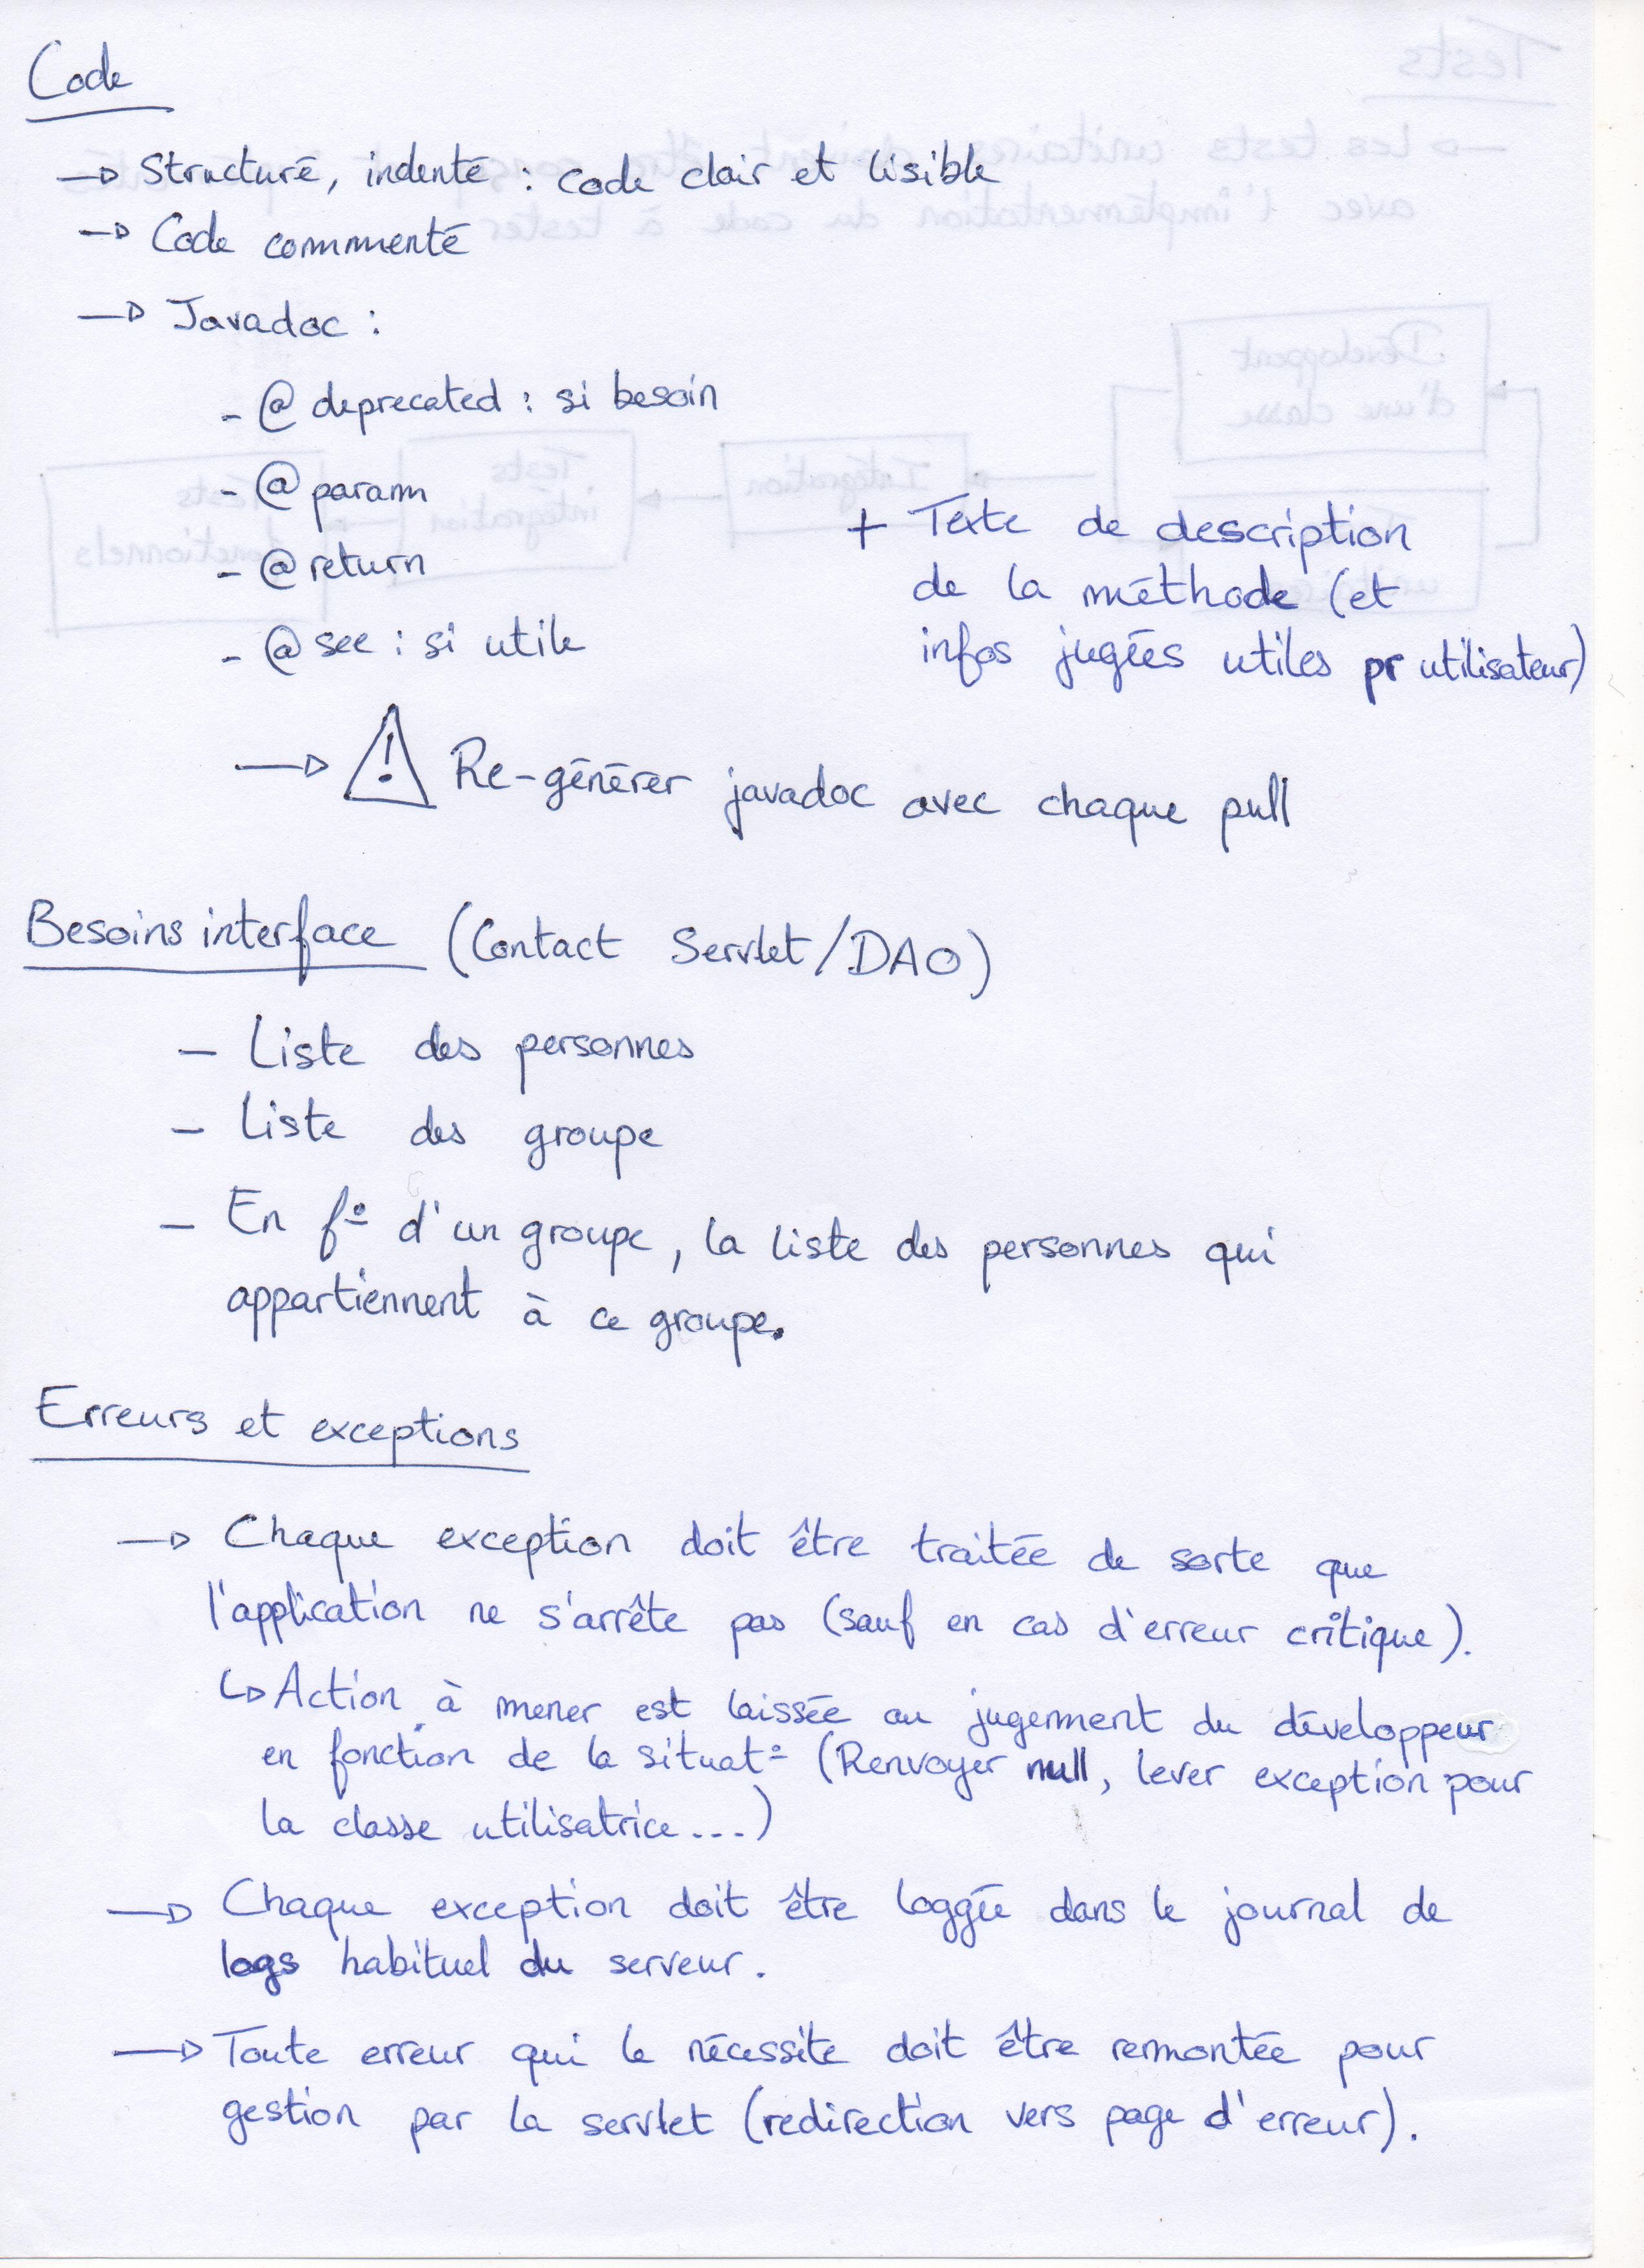 Code
→ Structuré, indenté : code clair et lisible
→ Code commenté
→ Javadoc :
- @deprecated : si besoin
- @param
- @return
- @see : si utile
+ Texte de description
de la méthode (et
infos jugées utiles pr utilisateur)
→ ! Re-générer javadoc avec chaque pull
Besoins interface (Contact Servlet/DAO)
- Liste des personnes
- Liste des groupe
- En f° d'un groupe, la liste des personnes qui
appartiennent à ce groupe.
Erreurs et exceptions
→ Chaque exception doit être traitée de sorte que
l'application ne s'arrête pas (sauf en cas d'erreur critique).
↳ Action à mener est laissée au jugement du développeur
en fonction de la situat° (Renvoyer null, lever exception pour
la classe utilisatrice...)
→ Chaque exception doit être loggée dans le journal de
logs habituel du serveur.
→ Toute erreur qui le nécessite doit être remontée pour
gestion par la servlet (redirection vers page d'erreur).